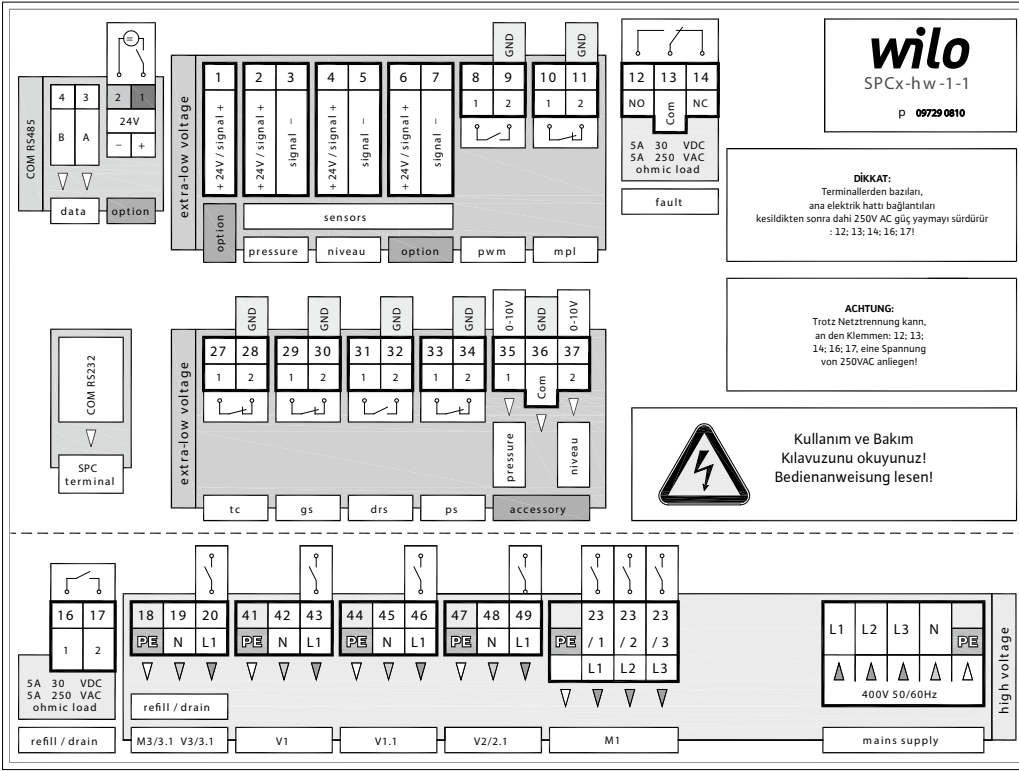 COM RS485
4 3
B A
data
2 1
24V
– +
option
extra-low voltage
1
+ 24V / signal +
option
2 3
+ 24V / signal +
signal –
4 5
+ 24V / signal +
signal –
6 7
+ 24V / signal +
signal –
sensors
pressure
niveau
option
GND
8 9
1 2
pwm
GND
10 11
1 2
mpl
12 13 14
NO Com NC
5A 30 VDC
5A 250 VAC
ohmic load
fault
wilo
SPCx-hw-1-1
p 09729 0810
DİKKAT:
Terminallerden bazıları,
ana elektrik hattı bağlantıları
kesildikten sonra dahi 250V AC güç yaymayı sürdürür
: 12; 13; 14; 16; 17!
ACHTUNG:
Trotz Netztrennung kann,
an den Klemmen: 12; 13;
14; 16; 17, eine Spannung
von 250VAC anliegen!
COM RS232
SPC
terminal
extra-low voltage
GND
27 28
1 2
tc
GND
29 30
1 2
gs
GND
31 32
1 2
drs
GND
33 34
1 2
ps
0-10V GND 0-10V
35 36 37
1 Com 2
pressure
niveau
accessory
Kullanım ve Bakım
Kılavuzunu okuyunuz!
Bedienanweisung lesen!
16 17
1 2
5A 30 VDC
5A 250 VAC
ohmic load
refill / drain
18 19 20
PE N L1
refill / drain
M3/3.1 V3/3.1
41 42 43
PE N L1
V1
44 45 46
PE N L1
V1.1
47 48 49
PE N L1
V2/2.1
23 23 23
PE / 1 / 2 / 3
L1 L2 L3
M1
L1 L2 L3 N PE
400V 50/60Hz
mains supply
high voltage